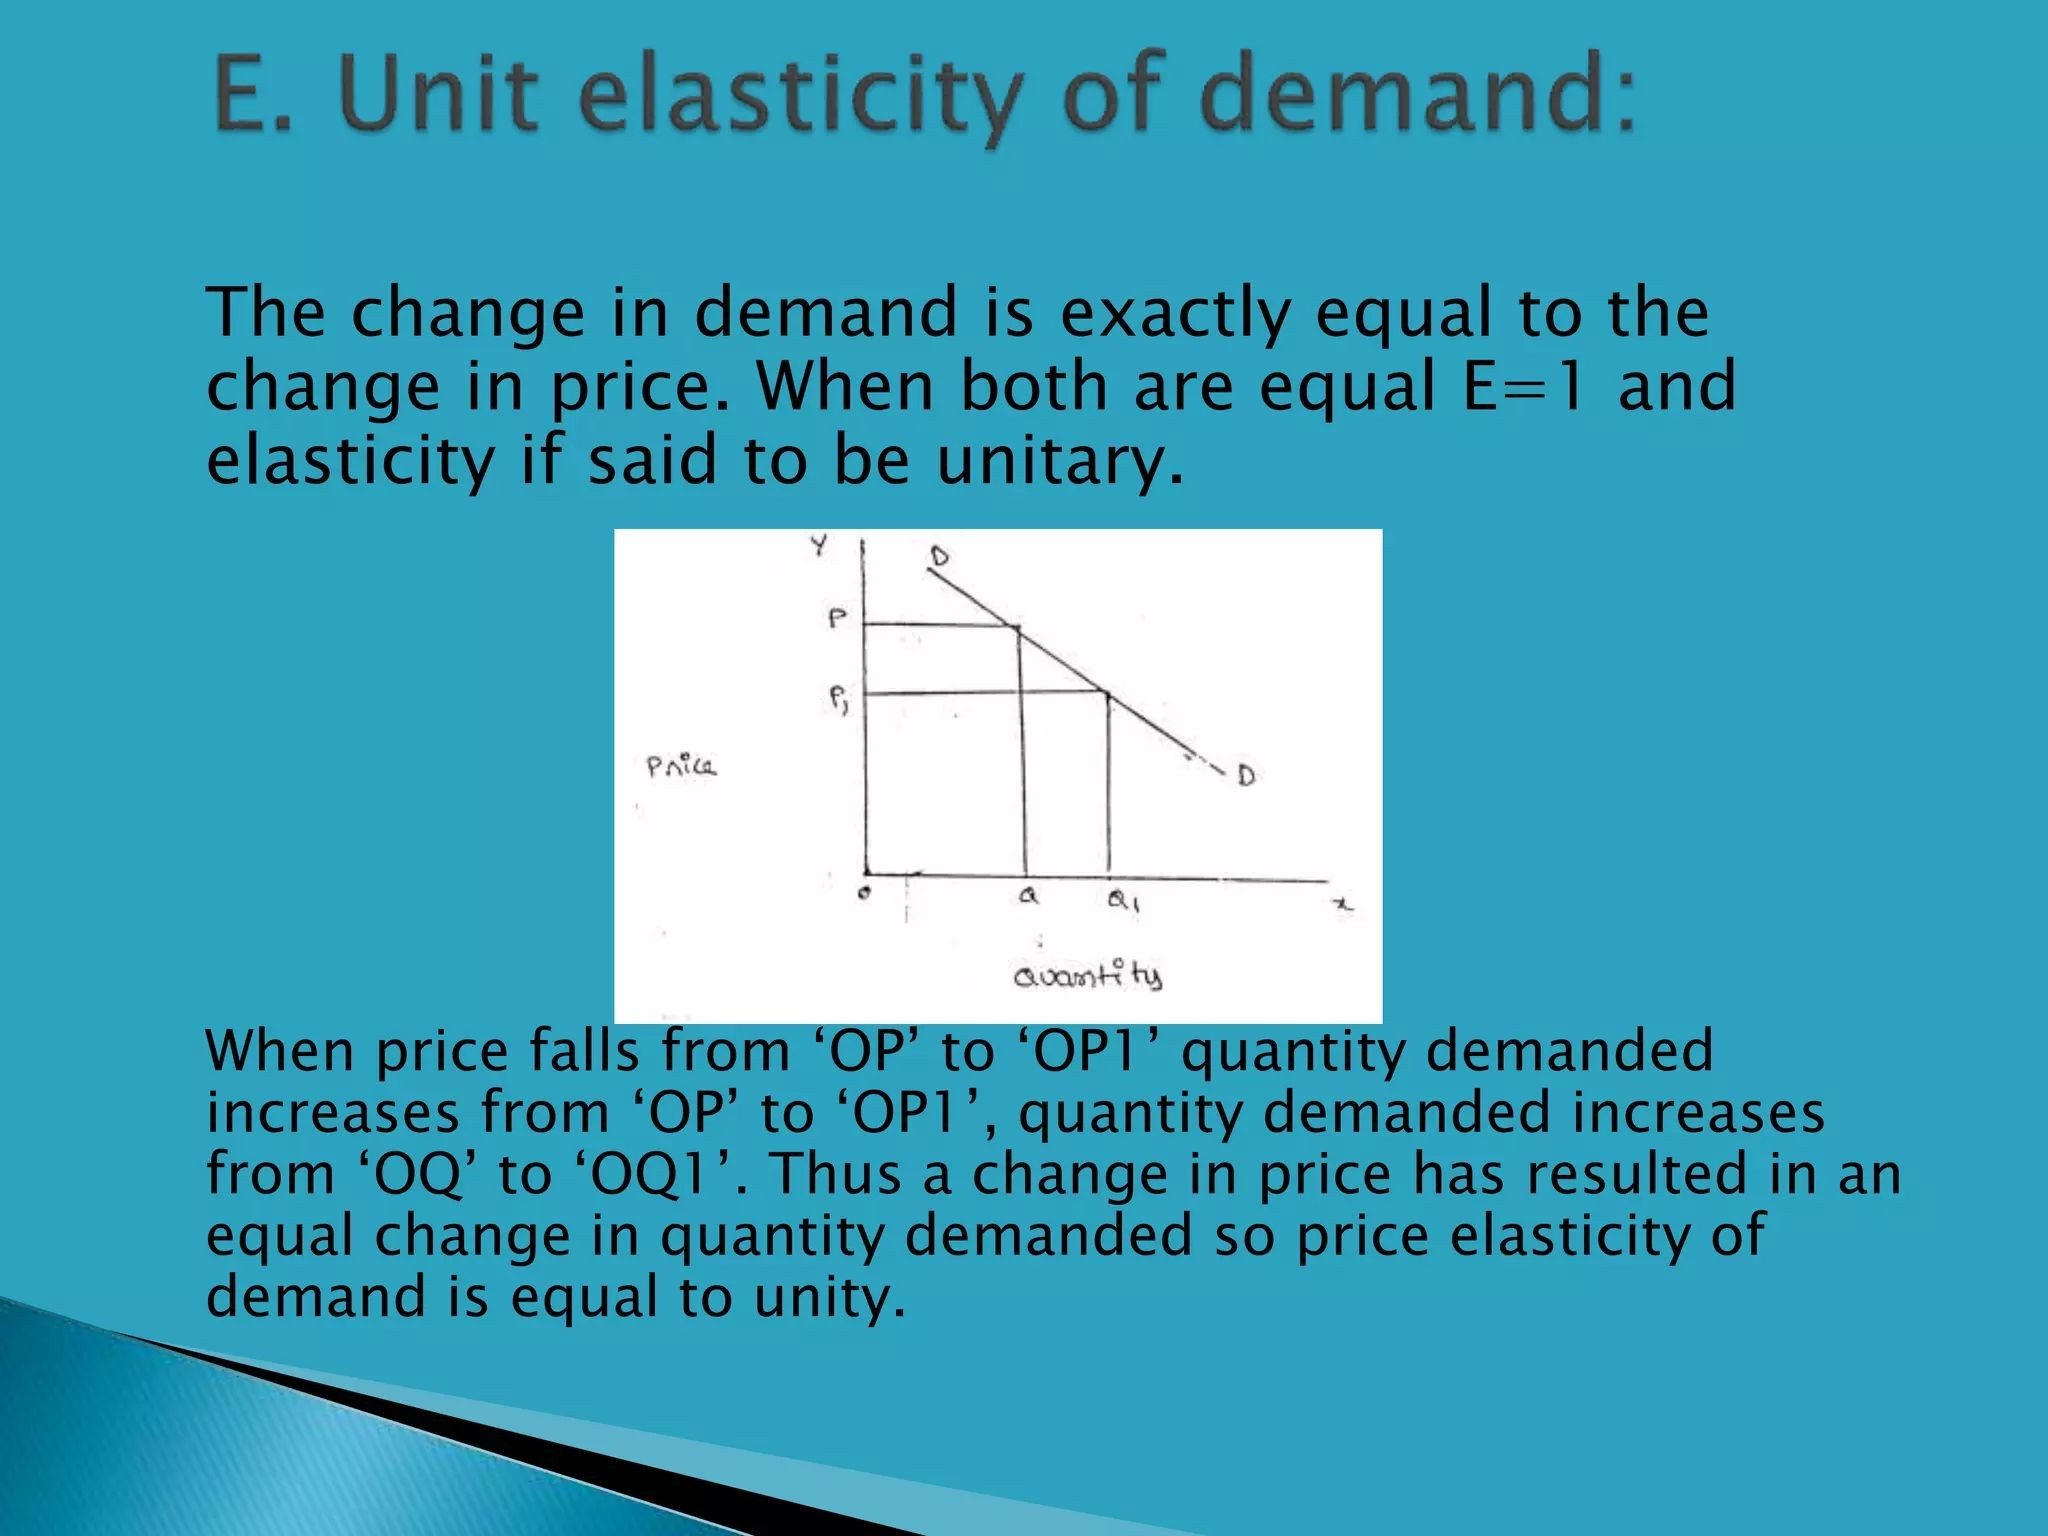 E. Unit elasticity of demand:
The change in demand is exactly equal to the
change in price. When both are equal E=1 and
elasticity if said to be unitary.
Y
D
P
P1
Price
D
O
Q
Q1
x
Quantity
When price falls from ‘OP’ to ‘OP1’ quantity demanded
increases from ‘OP’ to ‘OP1’, quantity demanded increases
from ‘OQ’ to ‘OQ1’. Thus a change in price has resulted in an
equal change in quantity demanded so price elasticity of
demand is equal to unity.